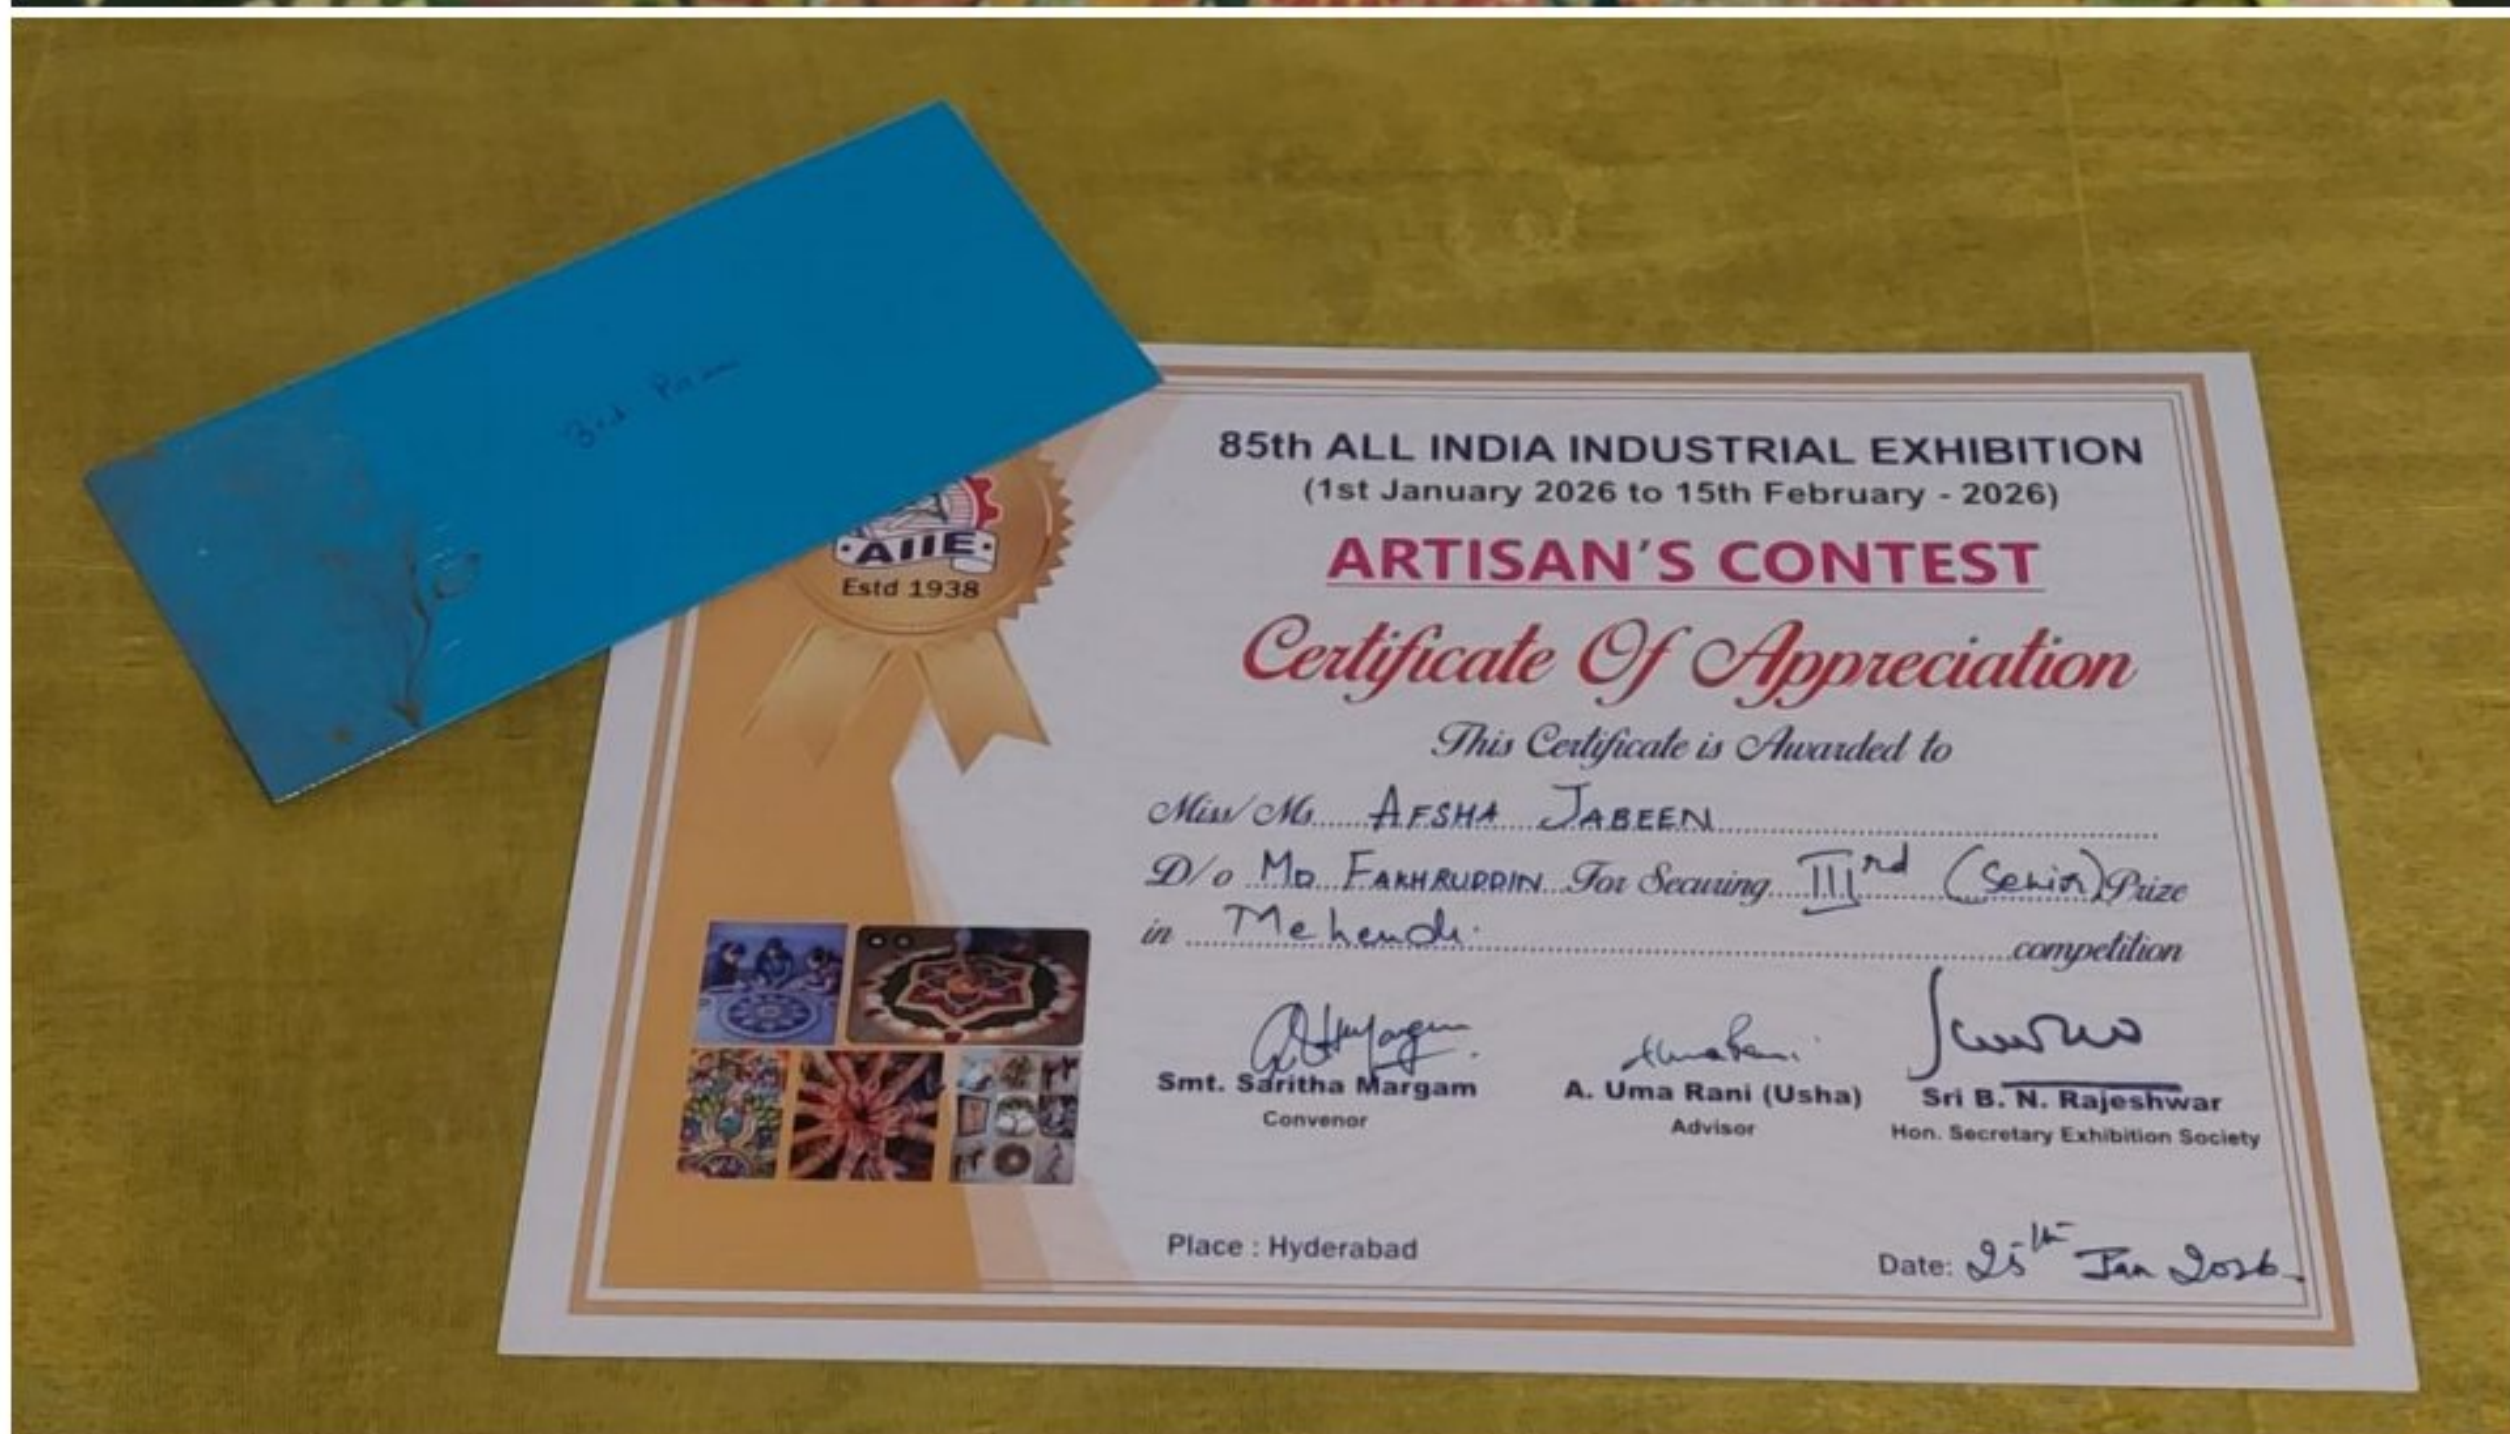 3rd Prize
AIIE
Estd 1938
85th ALL INDIA INDUSTRIAL EXHIBITION
(1st January 2026 to 15th February - 2026)
ARTISAN'S CONTEST
Certificate Of Appreciation
This Certificate is Awarded to
Miss/Ms AFSHA JABEEN
D/o MD FAKHRUDDIN For Securing IIIrd (Senior) Prize
in Mehendi competition
Smt. Saritha Margam A. Uma Rani (Usha) Sri B. N. Rajeshwar
Convenor Advisor Hon. Secretary Exhibition Society
Place : Hyderabad Date: 25th Jan 2026